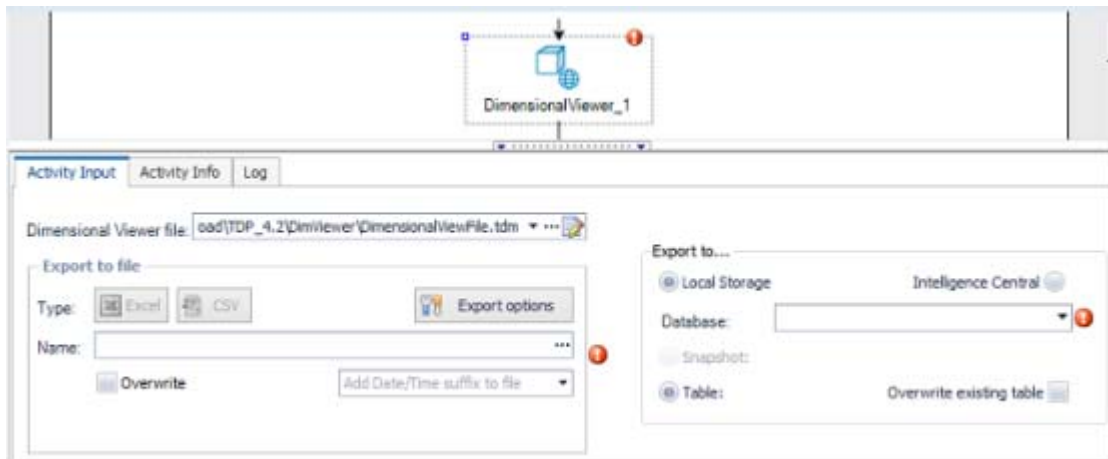 DimensionalViewer_1
Activity Input Activity Info Log
Dimensional Viewer file: oad\TDP_4.2\DimViewer\DimensionalViewFile.tdm
Export to file
Type: Excel CSV Export options
Name:
Overwrite Add Date/Time suffix to file
Export to...
Local Storage Intelligence Central
Database:
Snapshot:
Table: Overwrite existing table